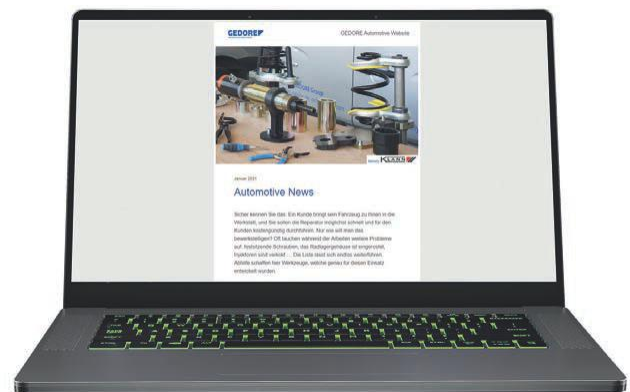 GEDORE
GEDORE Automotive Website
KLANN
Januar 2021
Automotive News
Sicher kennen Sie das: Ein Kunde bringt sein Fahrzeug zu Ihnen in die
Werkstatt, und Sie sollen die Reparatur möglichst schnell und für den
Kunden kostengünstig durchführen. Nur wie soll man das
bewerkstelligen? Oft tauchen während der Arbeiten weitere Probleme
auf: festsitzende Schrauben, das Radlagergehäuse ist eingerostet,
Injektoren sind verkokt … Die Liste lässt sich endlos weiterführen.
Abhilfe schaffen hier Werkzeuge, welche genau für diesen Einsatz
entwickelt wurden.